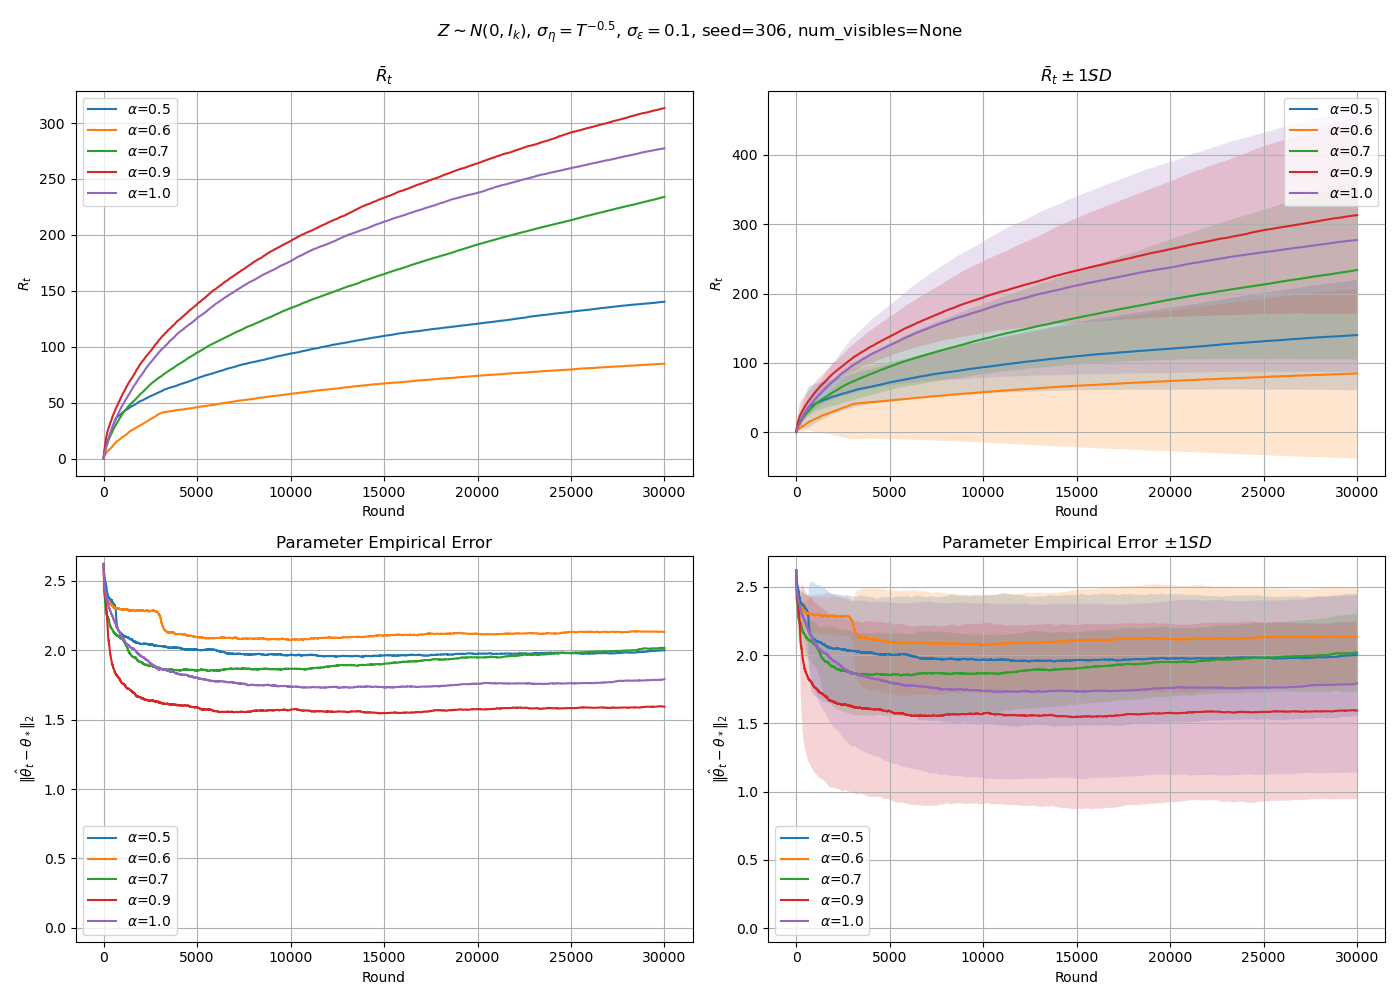 Z ~ N(0, I_k), σ_η = T^{-0.5}, σ_ε = 0.1, seed=306, num_visibles=None
R̄_t
R_t
300
250
200
150
100
50
0
α=0.5
α=0.6
α=0.7
α=0.9
α=1.0
0 5000 10000 15000 20000 25000 30000
Round
R̄_t ± 1SD
R_t
400
300
200
100
0
α=0.5
α=0.6
α=0.7
α=0.9
α=1.0
0 5000 10000 15000 20000 25000 30000
Round
Parameter Empirical Error
‖θ̂_t − θ_*‖_2
2.5
2.0
1.5
1.0
0.5
0.0
α=0.5
α=0.6
α=0.7
α=0.9
α=1.0
0 5000 10000 15000 20000 25000 30000
Round
Parameter Empirical Error ±1SD
‖θ̂_t − θ_*‖_2
2.5
2.0
1.5
1.0
0.5
0.0
α=0.5
α=0.6
α=0.7
α=0.9
α=1.0
0 5000 10000 15000 20000 25000 30000
Round